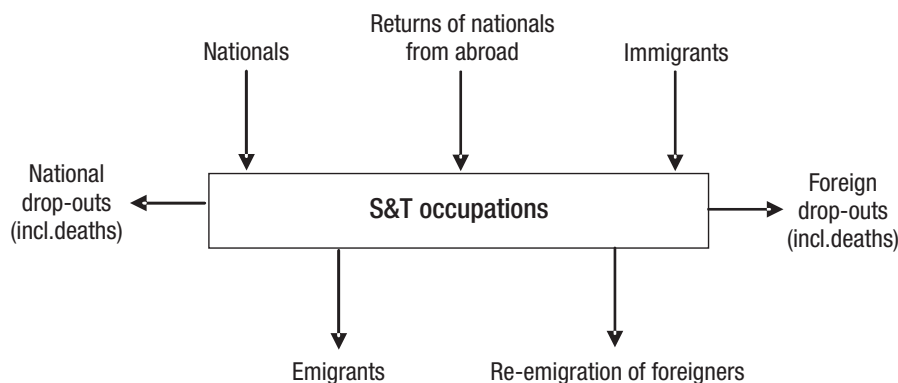 Nationals
Returns of nationals
from abroad
Immigrants
National
drop-outs
(incl.deaths)
S&T occupations
Foreign
drop-outs
(incl.deaths)
Emigrants
Re-emigration of foreigners